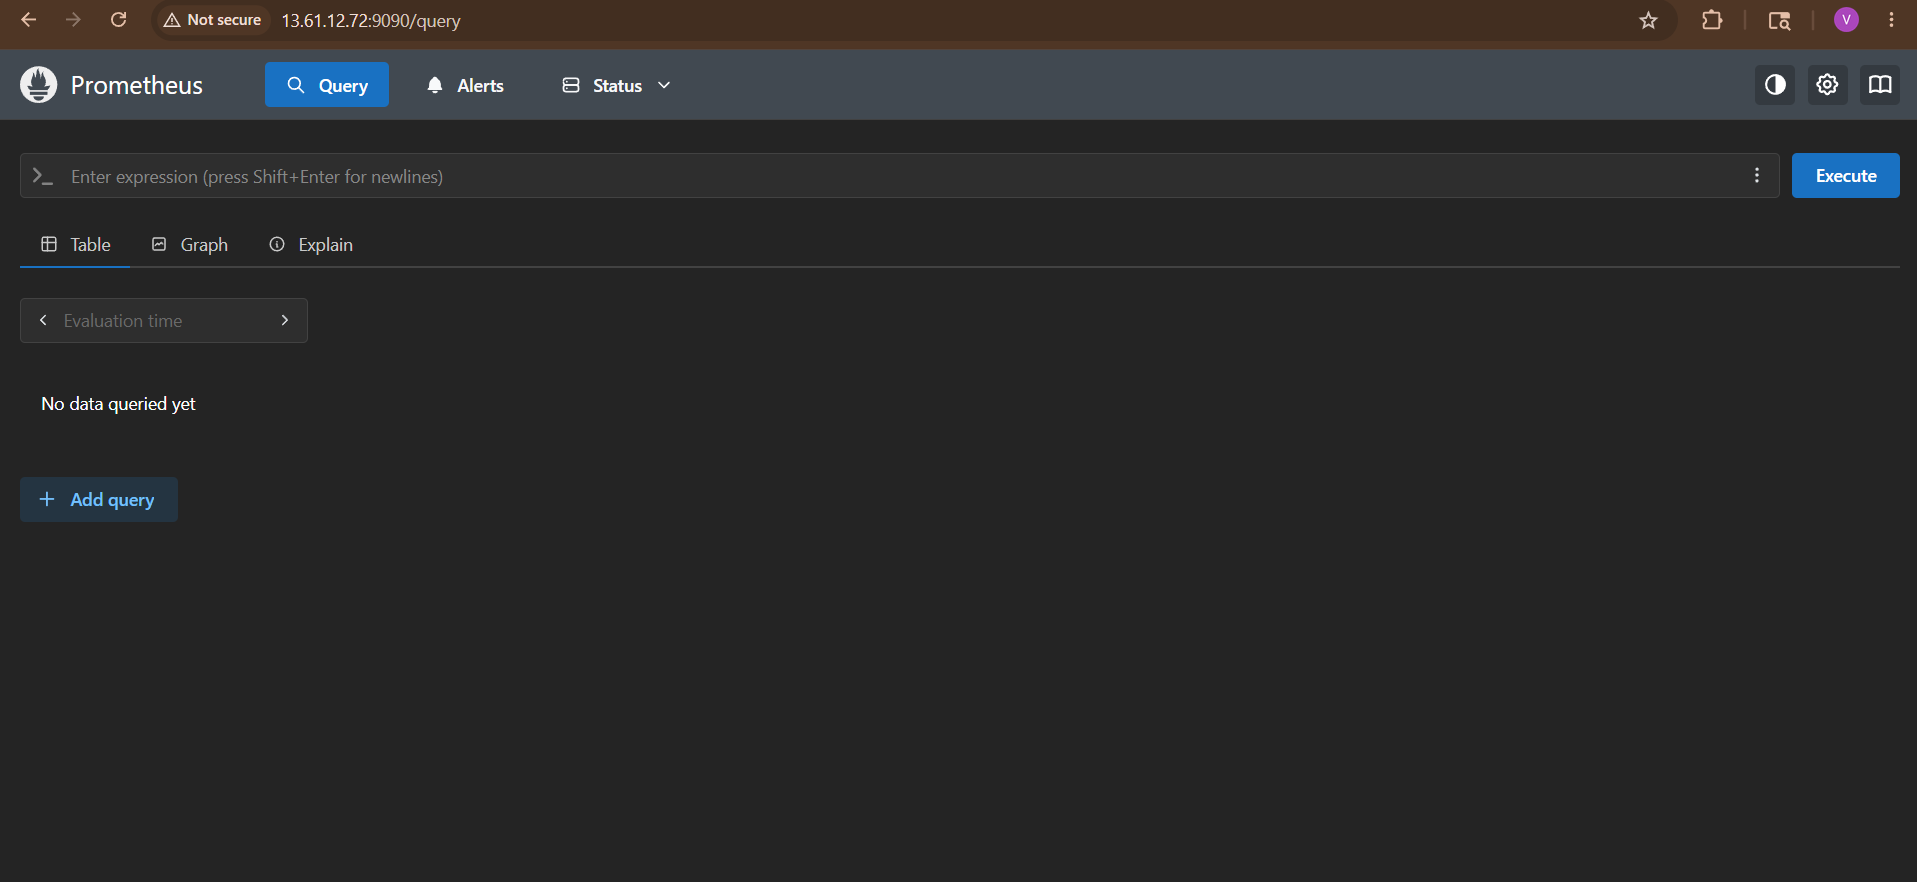 Not secure 13.61.12.72:9090/query V
Prometheus Query Alerts Status
Enter expression (press Shift+Enter for newlines) Execute
Table Graph Explain
Evaluation time
No data queried yet
Add query